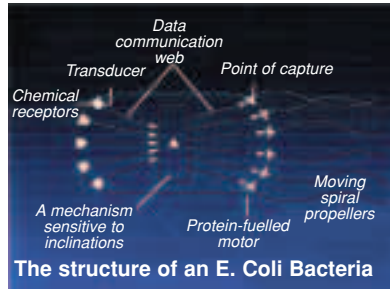 Data
communication
web
Transducer
Point of capture
Chemical
receptors
Moving
spiral
propellers
A mechanism
sensitive to
inclinations
Protein-fuelled
motor
The structure of an E. Coli Bacteria